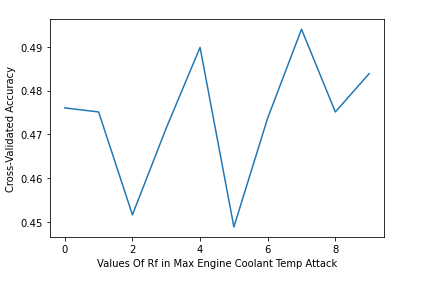 0.49
0.48
0.47
0.46
0.45
Cross-Validated Accuracy
0 2 4 6 8
Values Of Rf in Max Engine Coolant Temp Attack